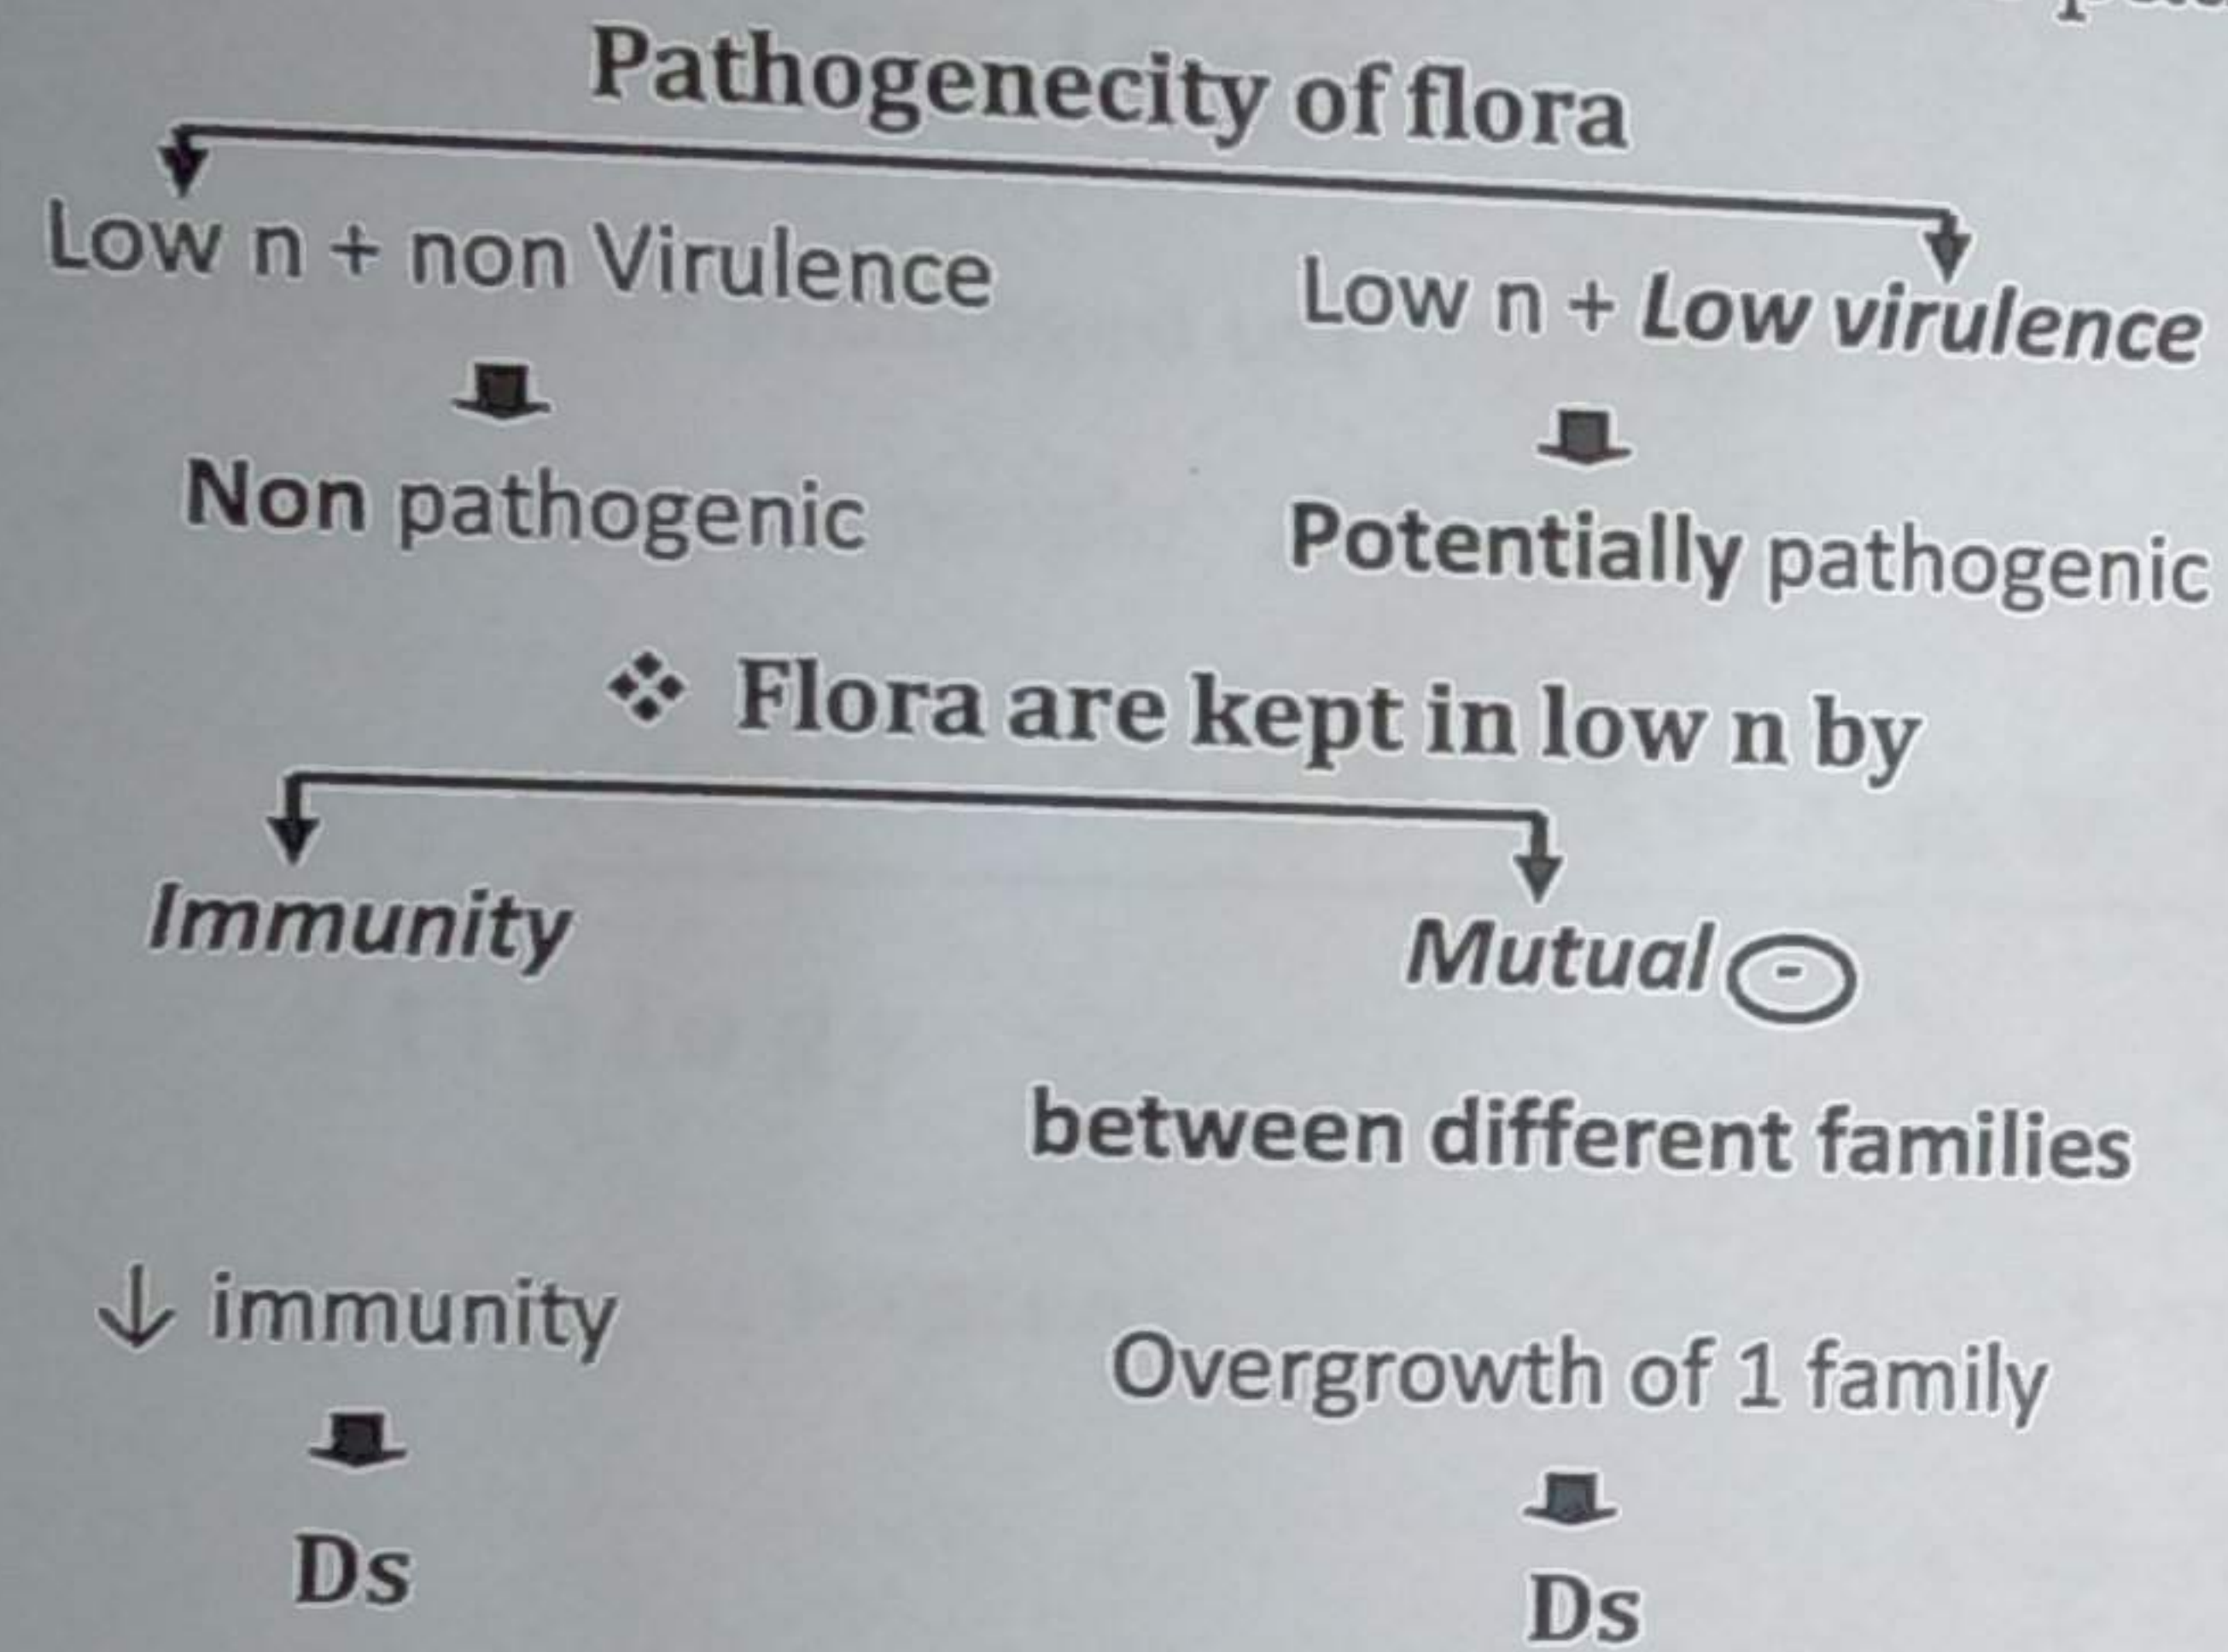 Pathogenecity of flora
Low n + non Virulence
Low n + Low virulence
Non pathogenic
Potentially pathogenic
❖ Flora are kept in low n by
Immunity
Mutual ⊝
between different families
↓ immunity
Overgrowth of 1 family
Ds
Ds